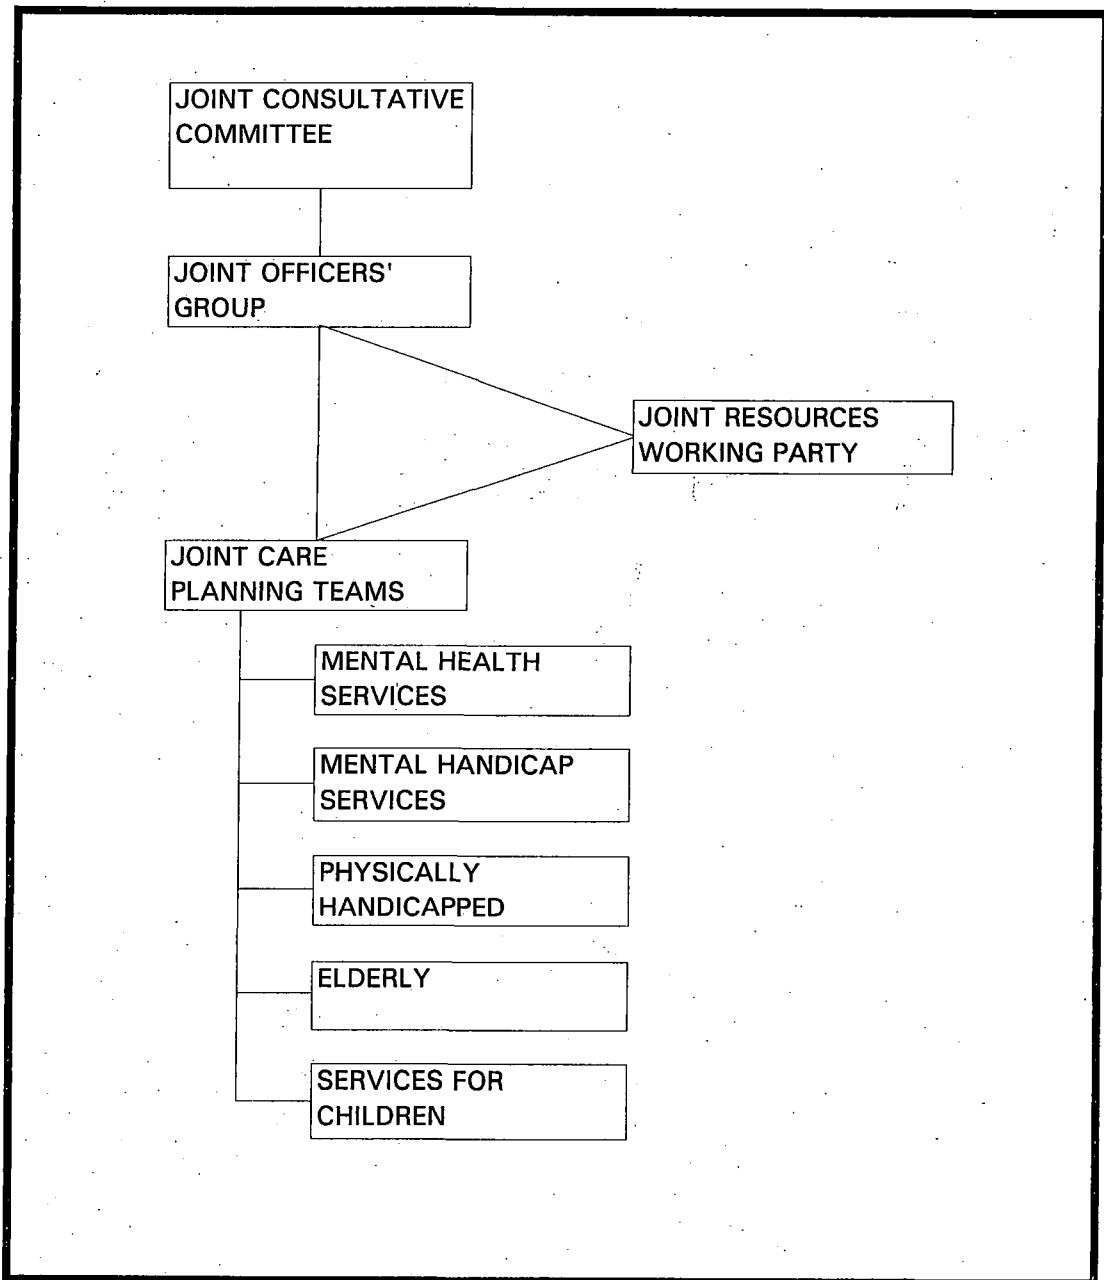 JOINT CONSULTATIVE
COMMITTEE
JOINT OFFICERS'
GROUP
JOINT RESOURCES
WORKING PARTY
JOINT CARE
PLANNING TEAMS
MENTAL HEALTH
SERVICES
MENTAL HANDICAP
SERVICES
PHYSICALLY
HANDICAPPED
ELDERLY
SERVICES FOR
CHILDREN